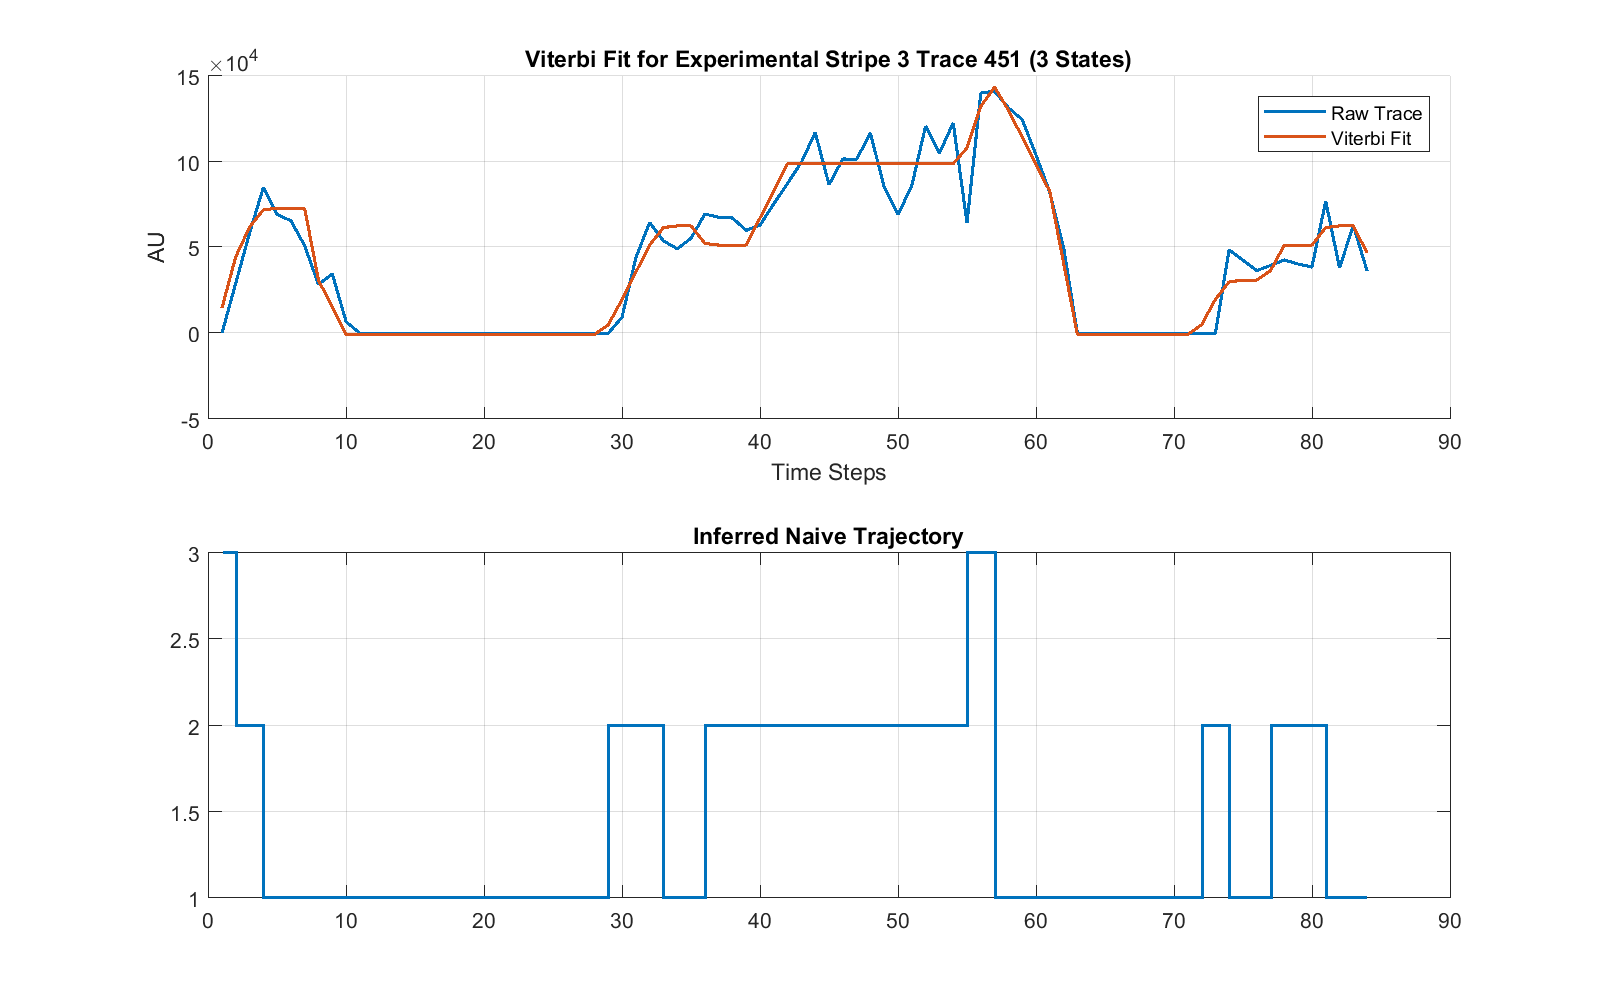 Viterbi Fit for Experimental Stripe 3 Trace 451 (3 States)
×10^4
15
10
5
0
-5
AU
Raw Trace
Viterbi Fit
0 10 20 30 40 50 60 70 80 90
Time Steps
Inferred Naive Trajectory
3
2.5
2
1.5
1
0 10 20 30 40 50 60 70 80 90